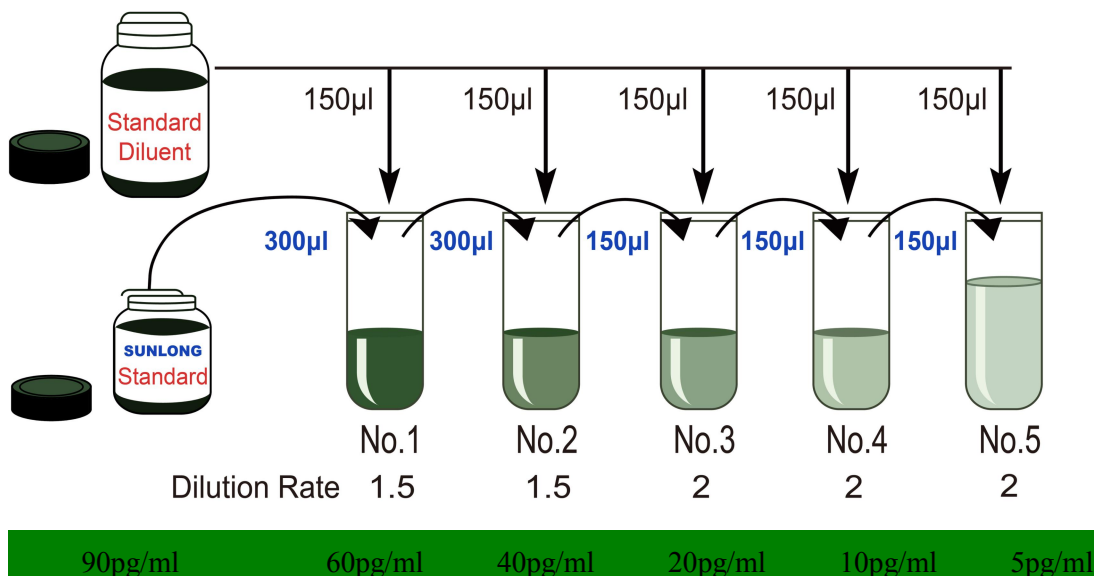 150µl 150µl 150µl 150µl 150µl
Standard
Diluent
300µl 300µl 150µl 150µl 150µl
SUNLONG
Standard
No.1 No.2 No.3 No.4 No.5
Dilution Rate 1.5 1.5 2 2 2
90pg/ml 60pg/ml 40pg/ml 20pg/ml 10pg/ml 5pg/ml